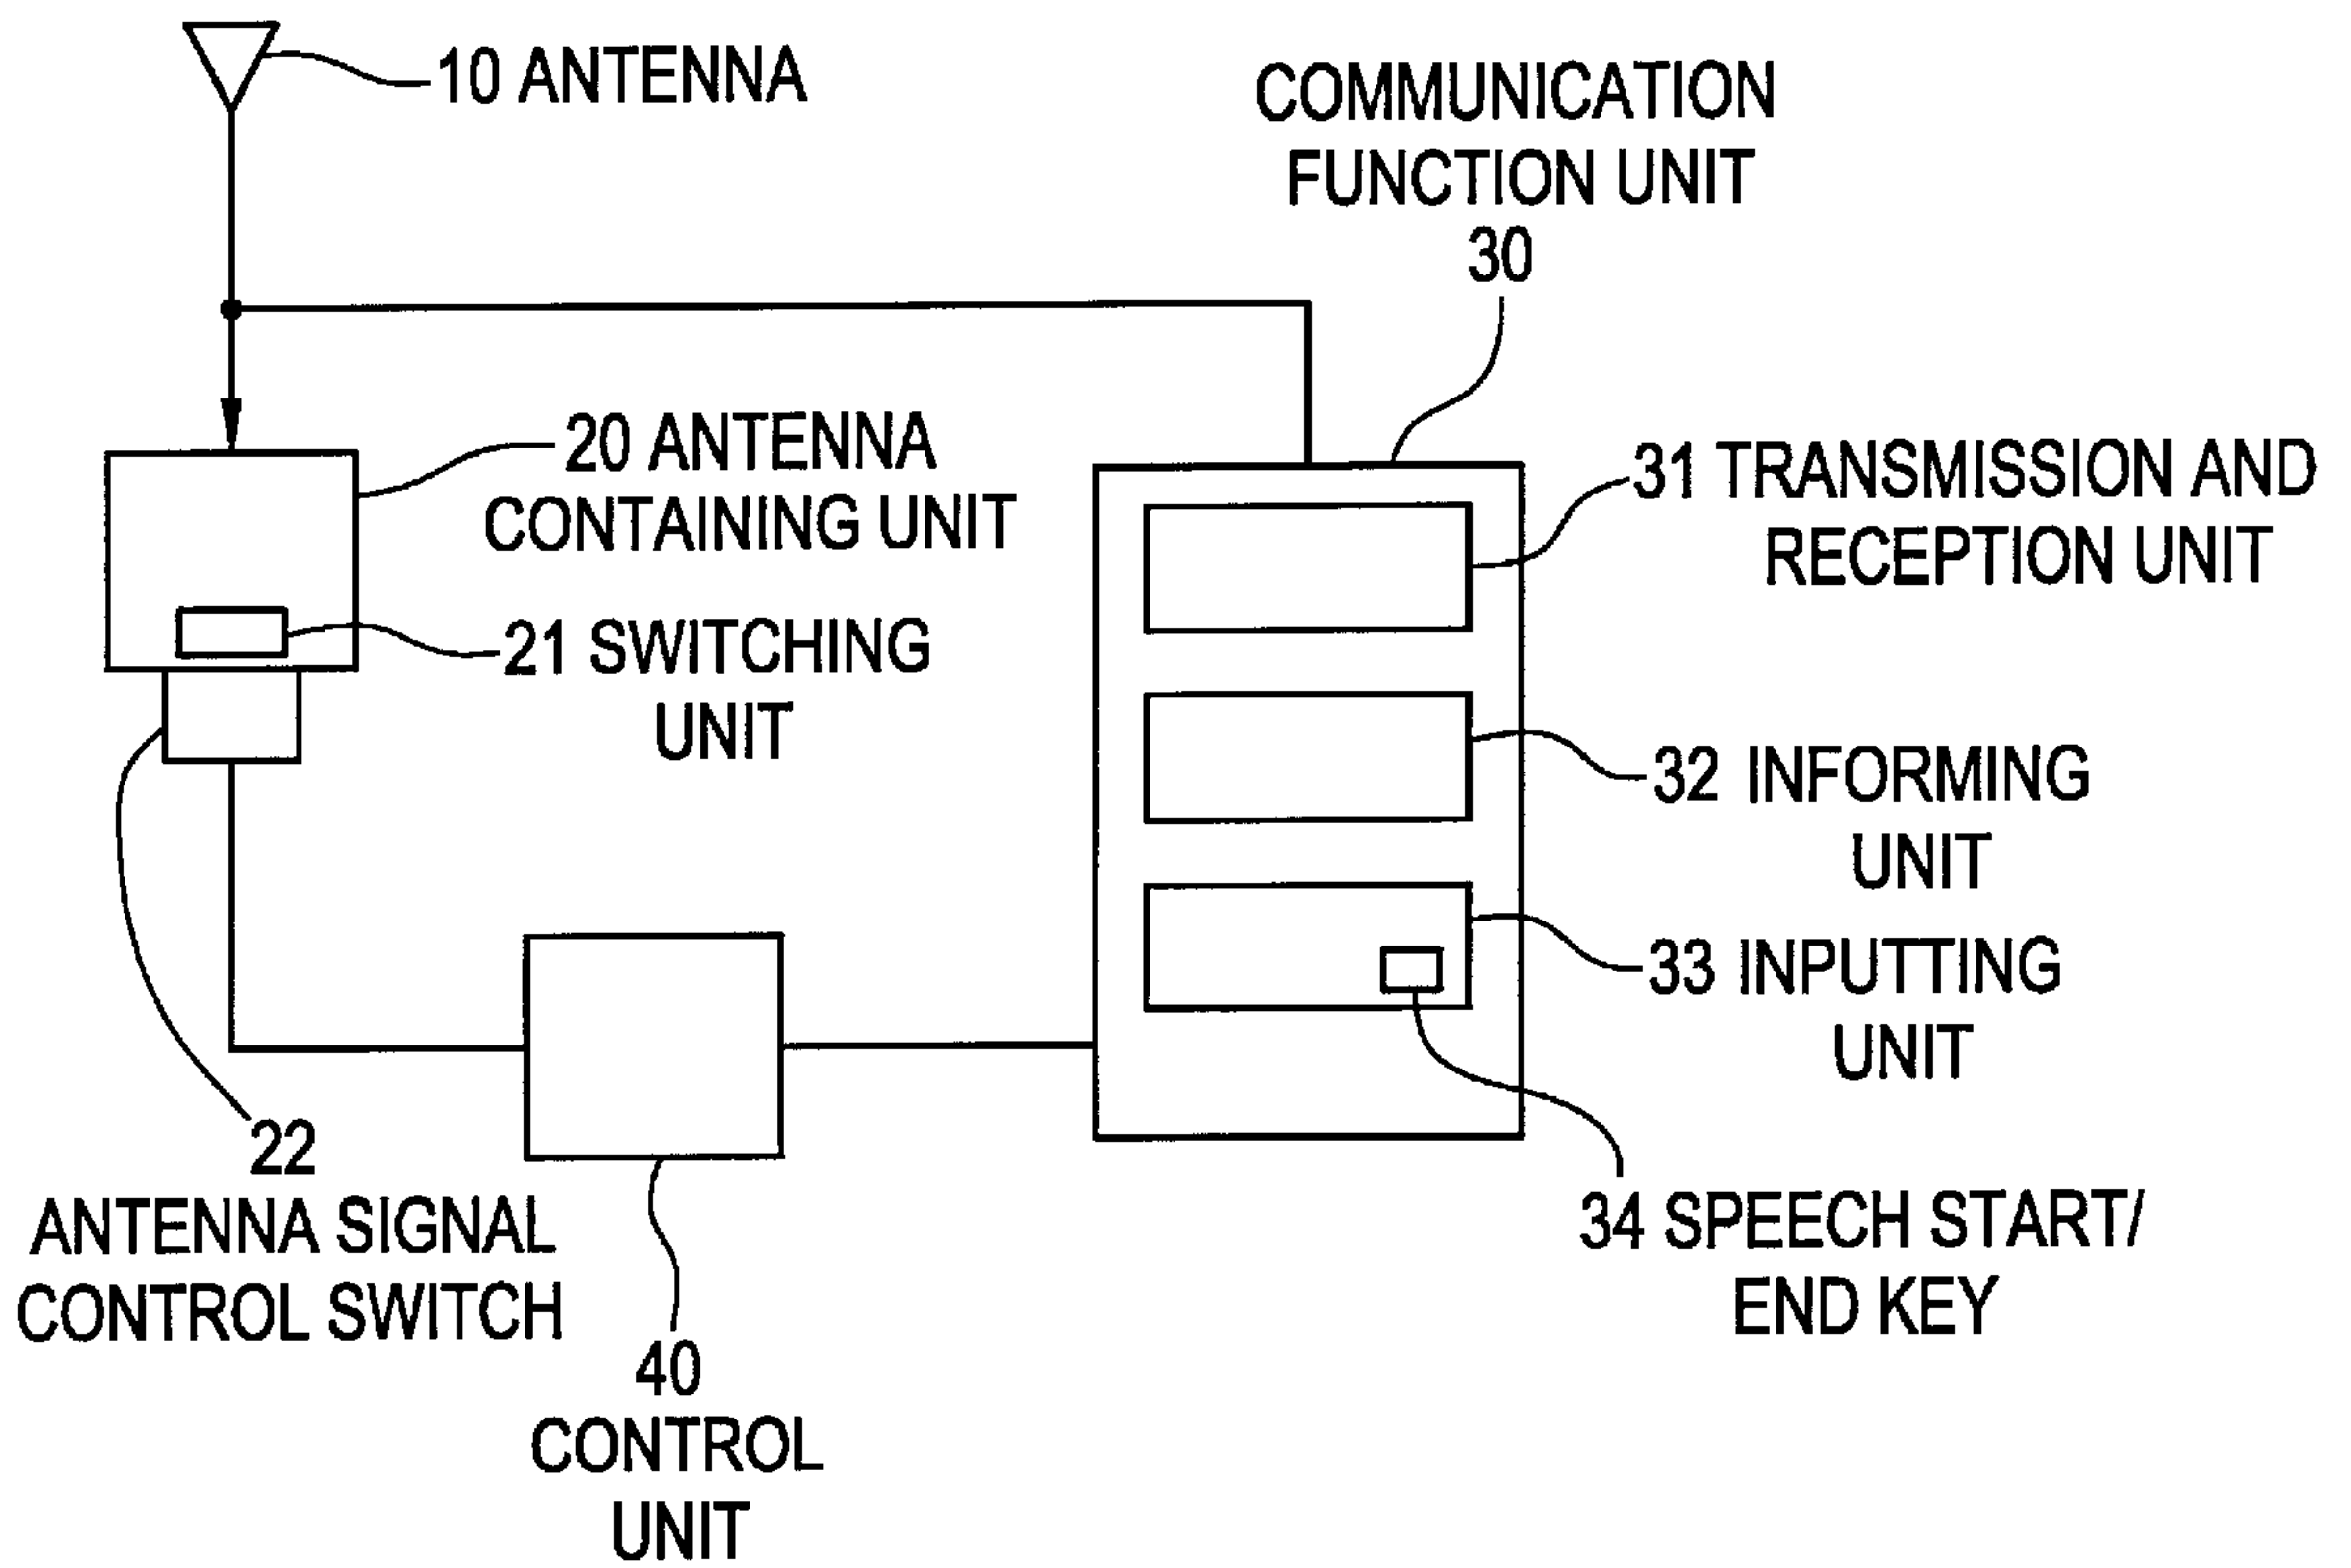 10 ANTENNA
COMMUNICATION
FUNCTION UNIT
30
20 ANTENNA
CONTAINING UNIT
31 TRANSMISSION AND
RECEPTION UNIT
21 SWITCHING
UNIT
32 INFORMING
UNIT
33 INPUTTING
UNIT
22
ANTENNA SIGNAL
CONTROL SWITCH
34 SPEECH START/
END KEY
40
CONTROL
UNIT